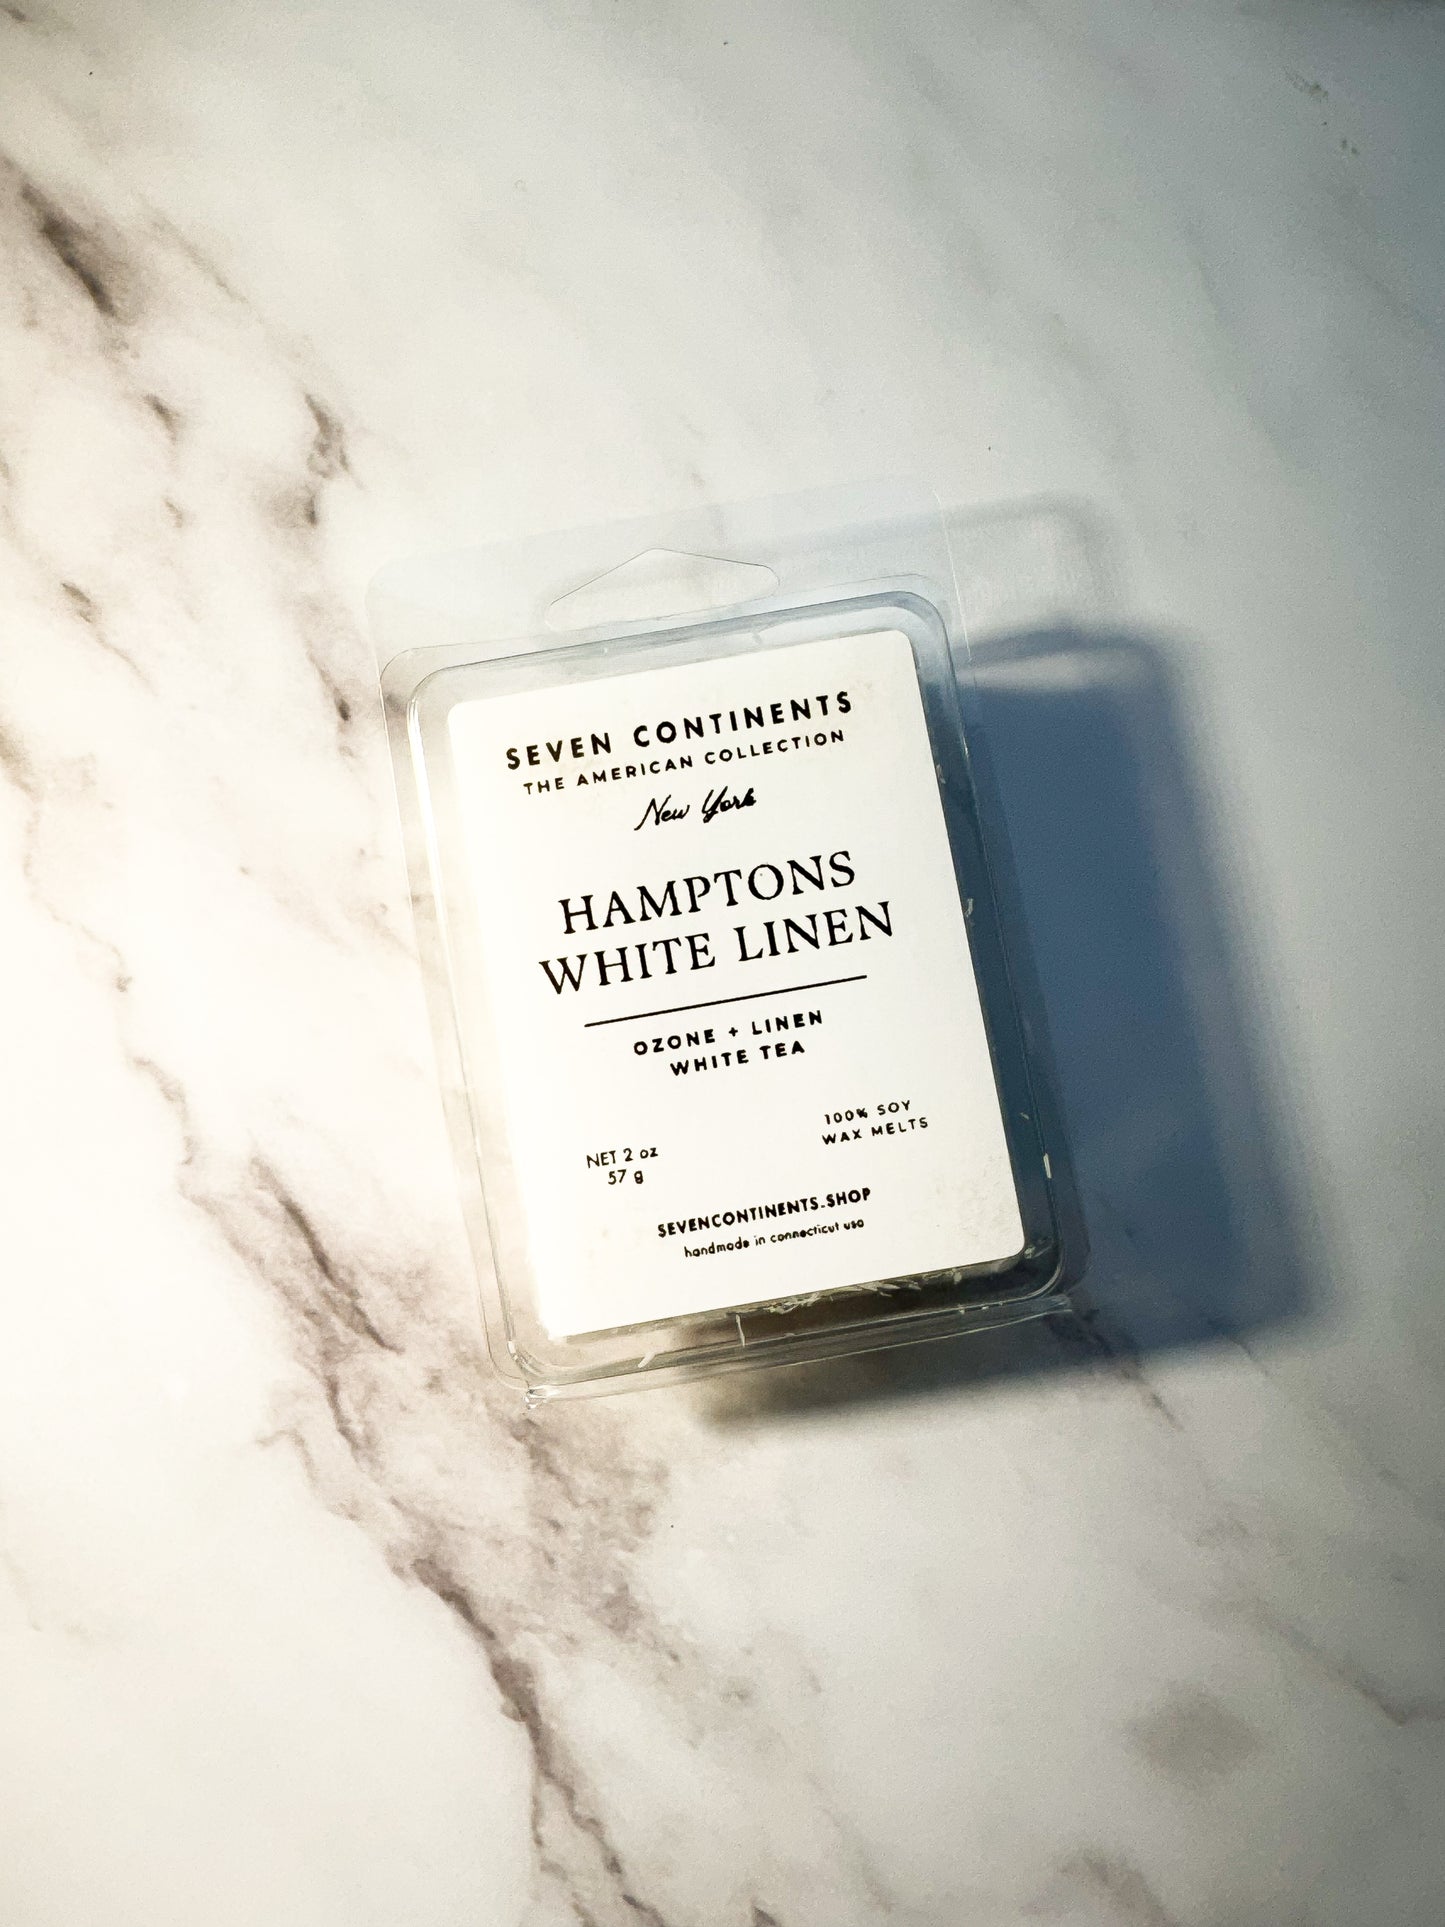 SEVEN CONTINENTS
THE AMERICAN COLLECTION
New York
HAMPTONS
WHITE LINEN
OZONE + LINEN
WHITE TEA
100% SOY
WAX MELTS
NET 2 oz
57 g
SEVENCONTINENTS.SHOP
handmade in connecticut usa